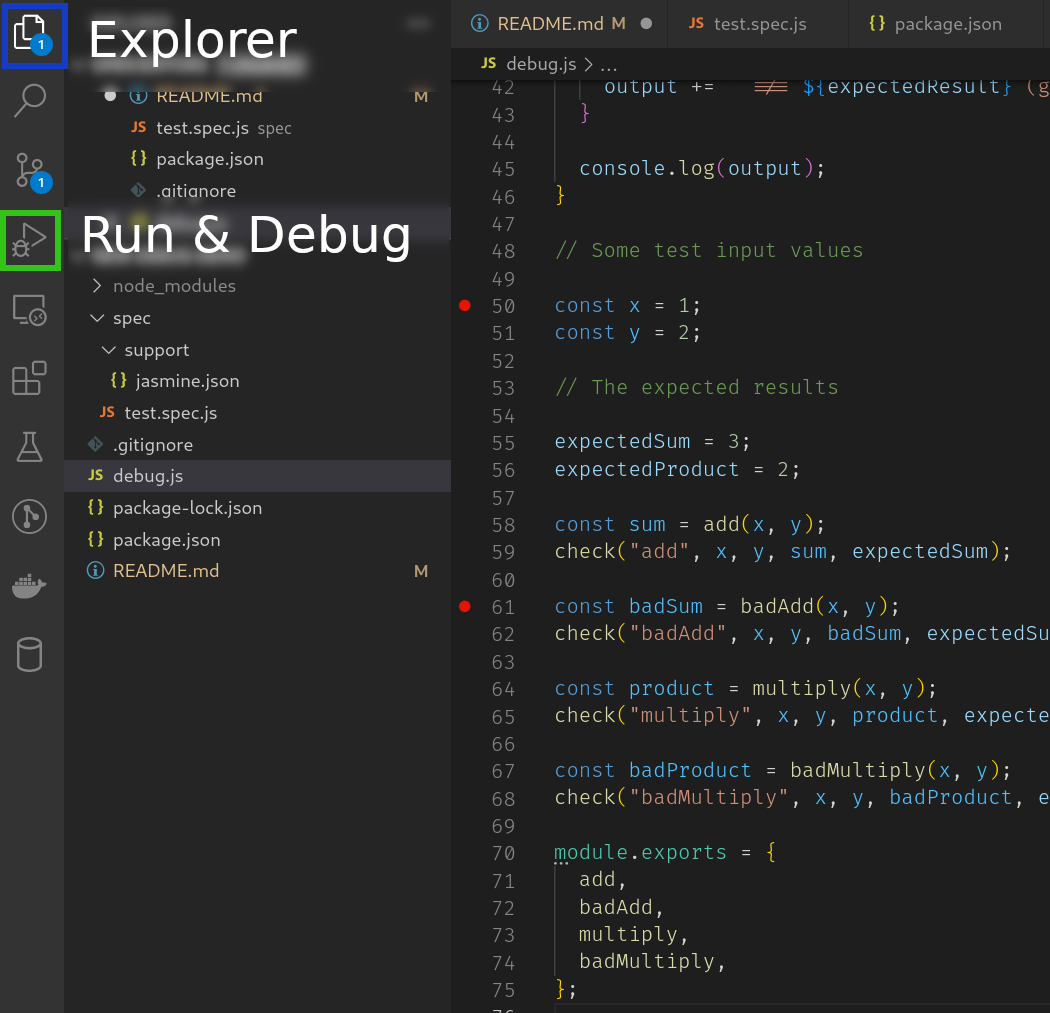 1
Explorer
README.md M
test.spec.js spec
package.json
.gitignore
1
Run & Debug
node_modules
spec
support
{} jasmine.json
JS test.spec.js
.gitignore
JS debug.js
{} package-lock.json
{} package.json
README.md M
README.md M
JS test.spec.js
{} package.json
JS debug.js > ...
42 output += !== ${expectedResult} (g
43 }
44
45 console.log(output);
46 }
47
48 // Some test input values
49
50 const x = 1;
51 const y = 2;
52
53 // The expected results
54
55 expectedSum = 3;
56 expectedProduct = 2;
57
58 const sum = add(x, y);
59 check("add", x, y, sum, expectedSum);
60
61 const badSum = badAdd(x, y);
62 check("badAdd", x, y, badSum, expectedSu
63
64 const product = multiply(x, y);
65 check("multiply", x, y, product, expecte
66
67 const badProduct = badMultiply(x, y);
68 check("badMultiply", x, y, badProduct, e
69
70 module.exports = {
71 add,
72 badAdd,
73 multiply,
74 badMultiply,
75 };